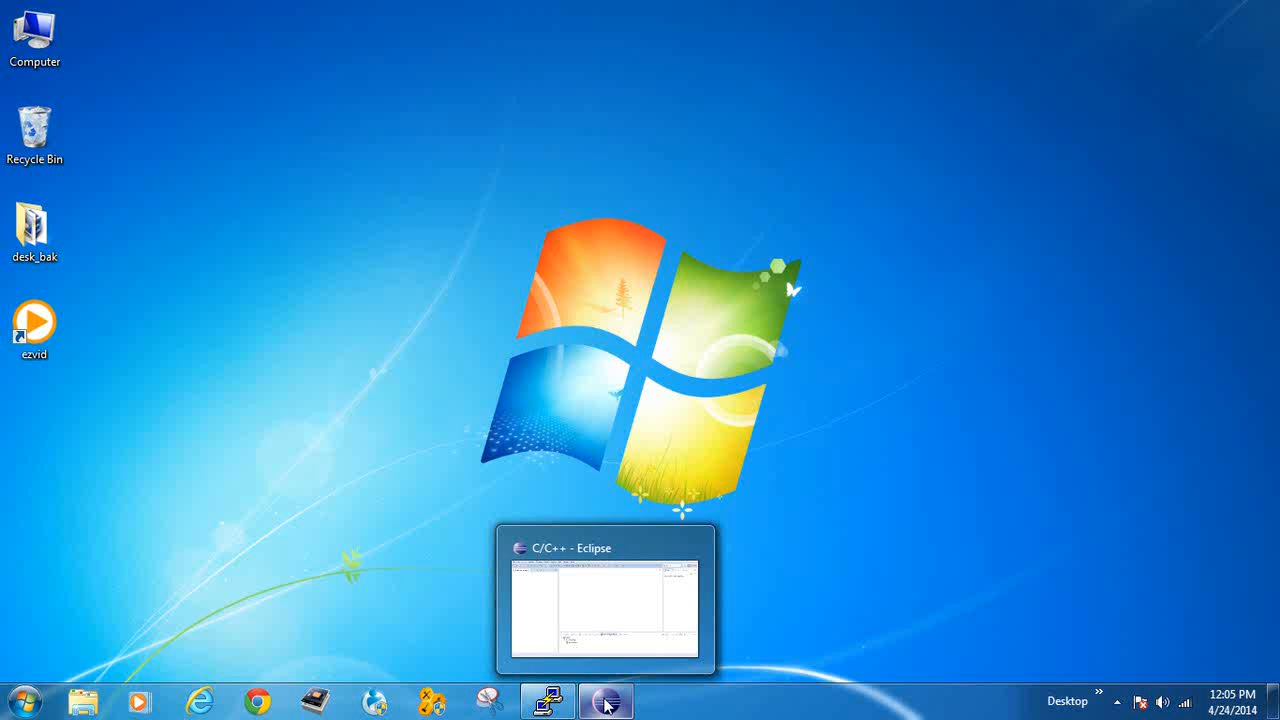 Computer
Recycle Bin
desk_bak
ezvid
C/C++ - Eclipse
Desktop
»
12:05 PM
4/24/2014